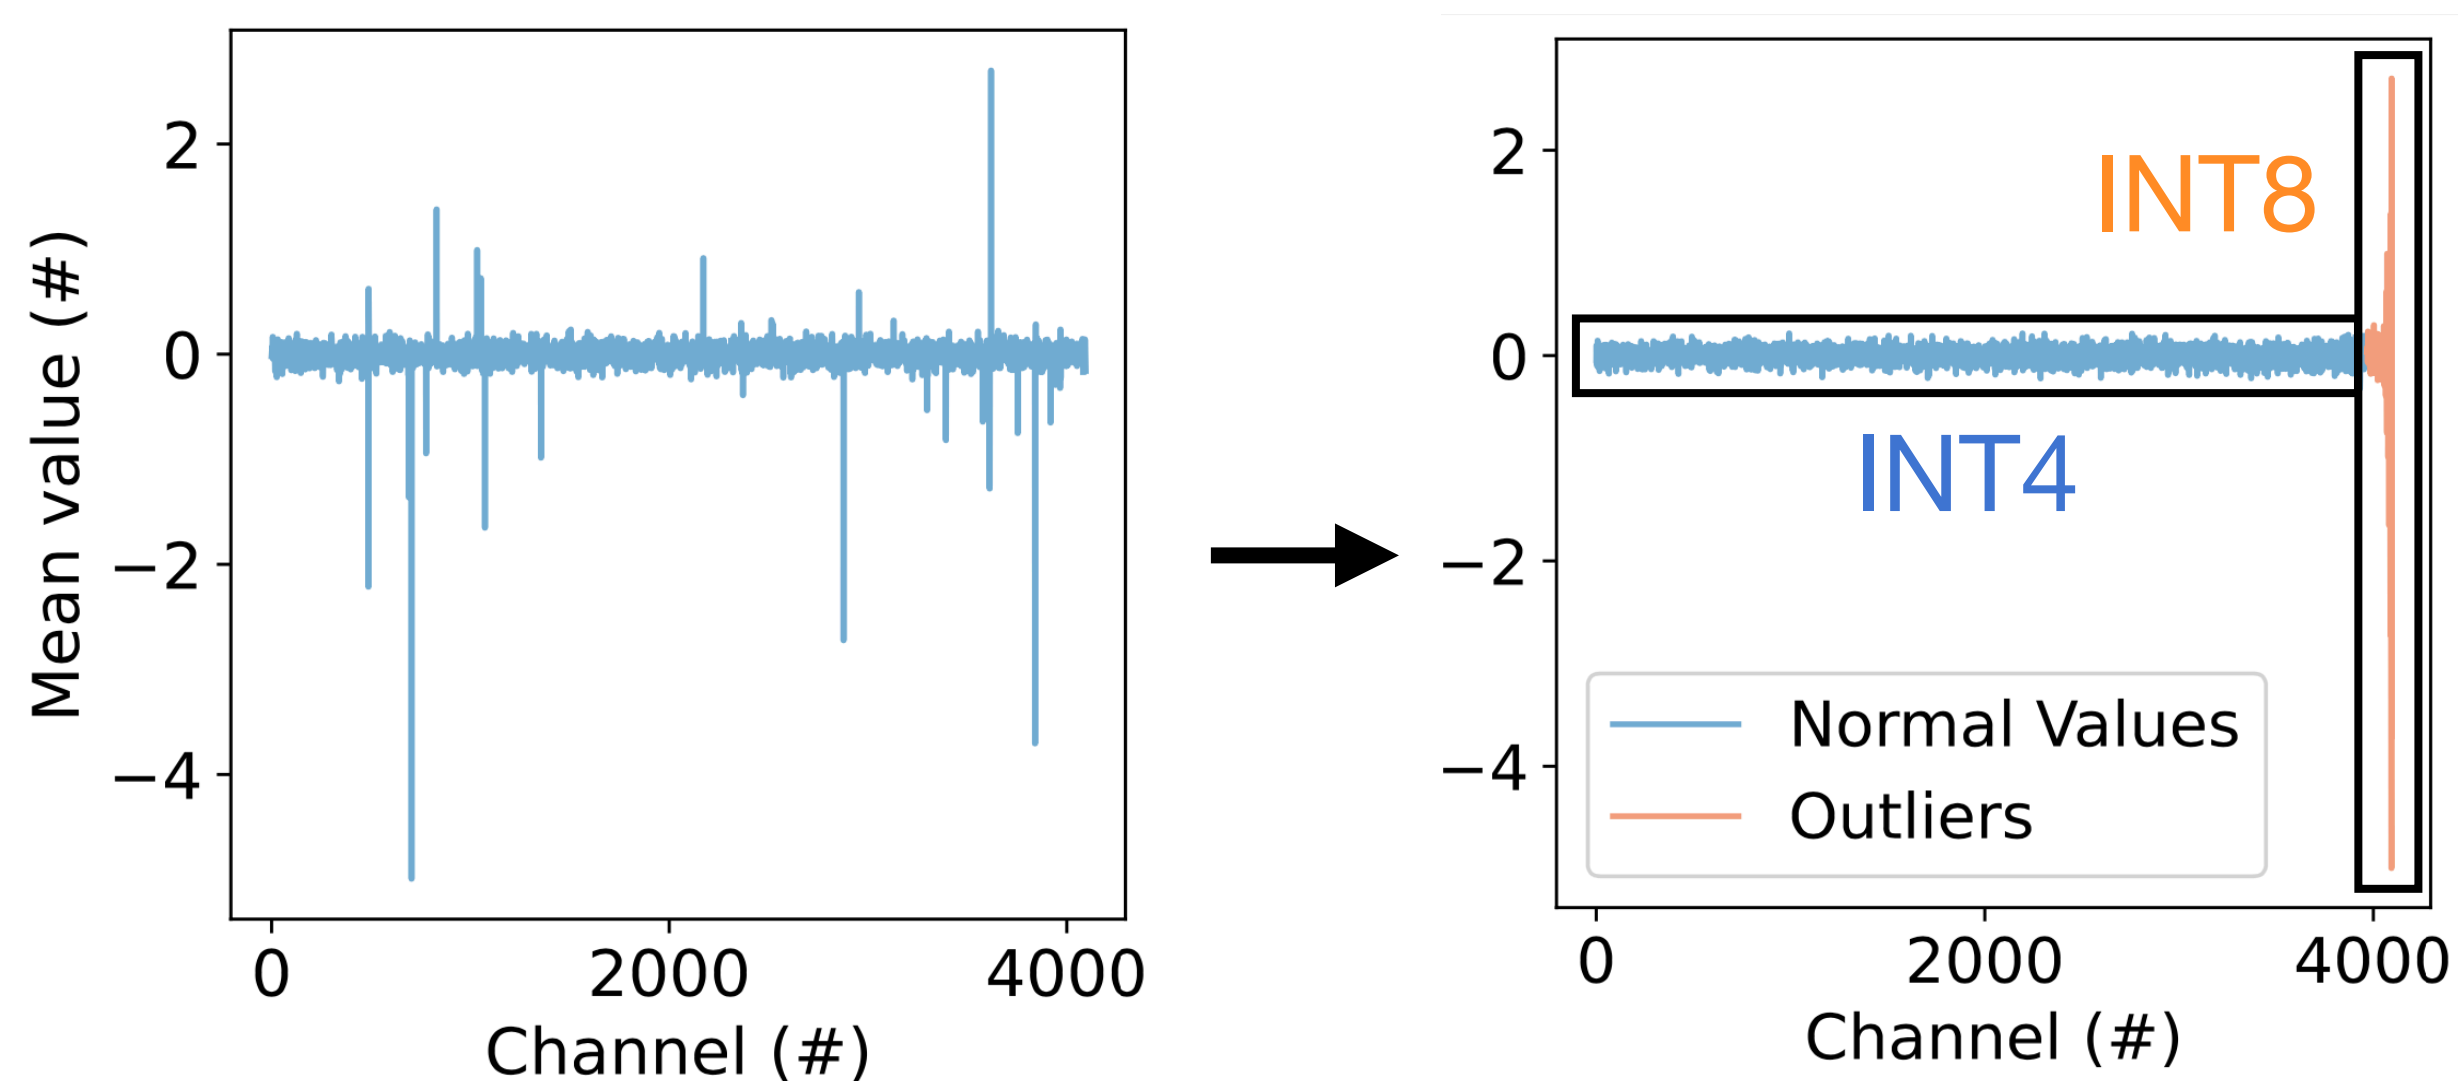 Mean value (#)
2
0
−2
−4
0 2000 4000
Channel (#)
2
0
−2
−4
INT8
INT4
Normal Values
Outliers
0 2000 4000
Channel (#)